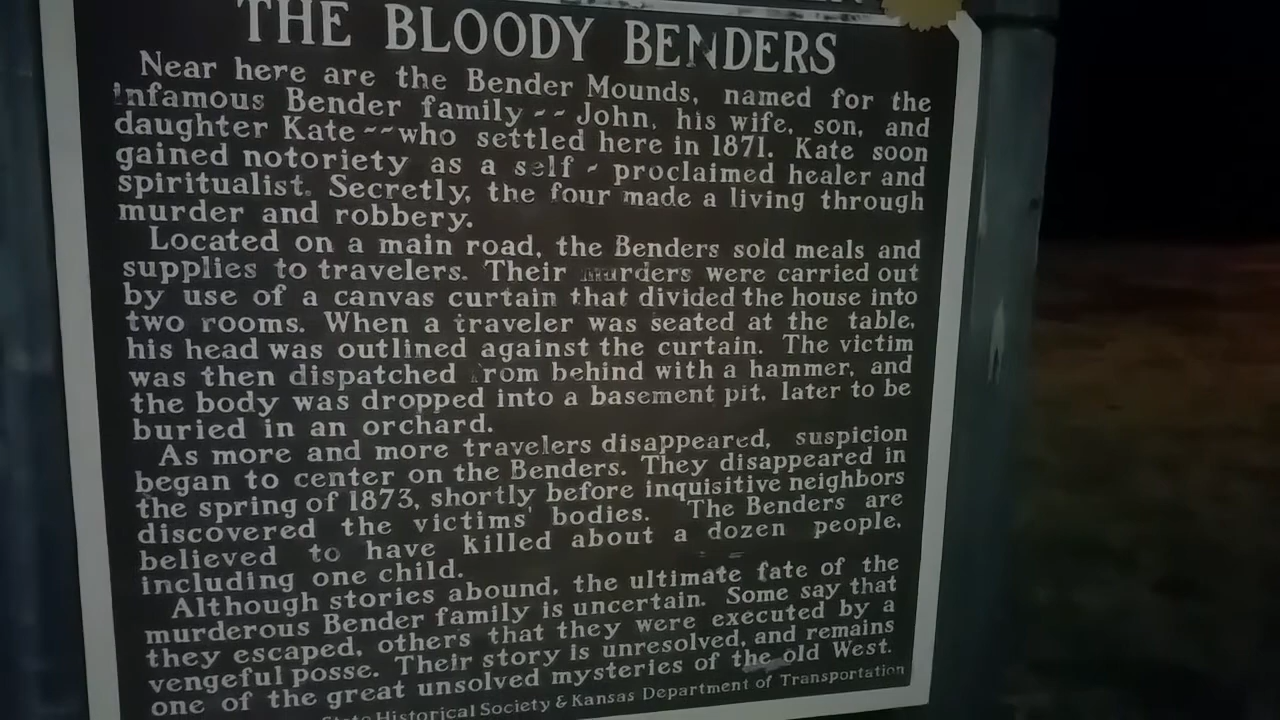 THE BLOODY BENDERS
Near here are the Bender Mounds, named for the
infamous Bender family -- John, his wife, son, and
daughter Kate -- who settled here in 1871. Kate soon
gained notoriety as a self - proclaimed healer and
spiritualist. Secretly, the four made a living through
murder and robbery.
Located on a main road, the Benders sold meals and
supplies to travelers. Their murders were carried out
by use of a canvas curtain that divided the house into
two rooms. When a traveler was seated at the table,
his head was outlined against the curtain. The victim
was then dispatched from behind with a hammer, and
the body was dropped into a basement pit, later to be
buried in an orchard.
As more and more travelers disappeared, suspicion
began to center on the Benders. They disappeared in
the spring of 1873, shortly before inquisitive neighbors
discovered the victims' bodies. The Benders are
believed to have killed about a dozen people,
including one child.
Although stories abound, the ultimate fate of the
murderous Bender family is uncertain. Some say that
they escaped, others that they were executed by a
vengeful posse. Their story is unresolved, and remains
one of the great unsolved mysteries of the old West.
State Historical Society & Kansas Department of Transportation